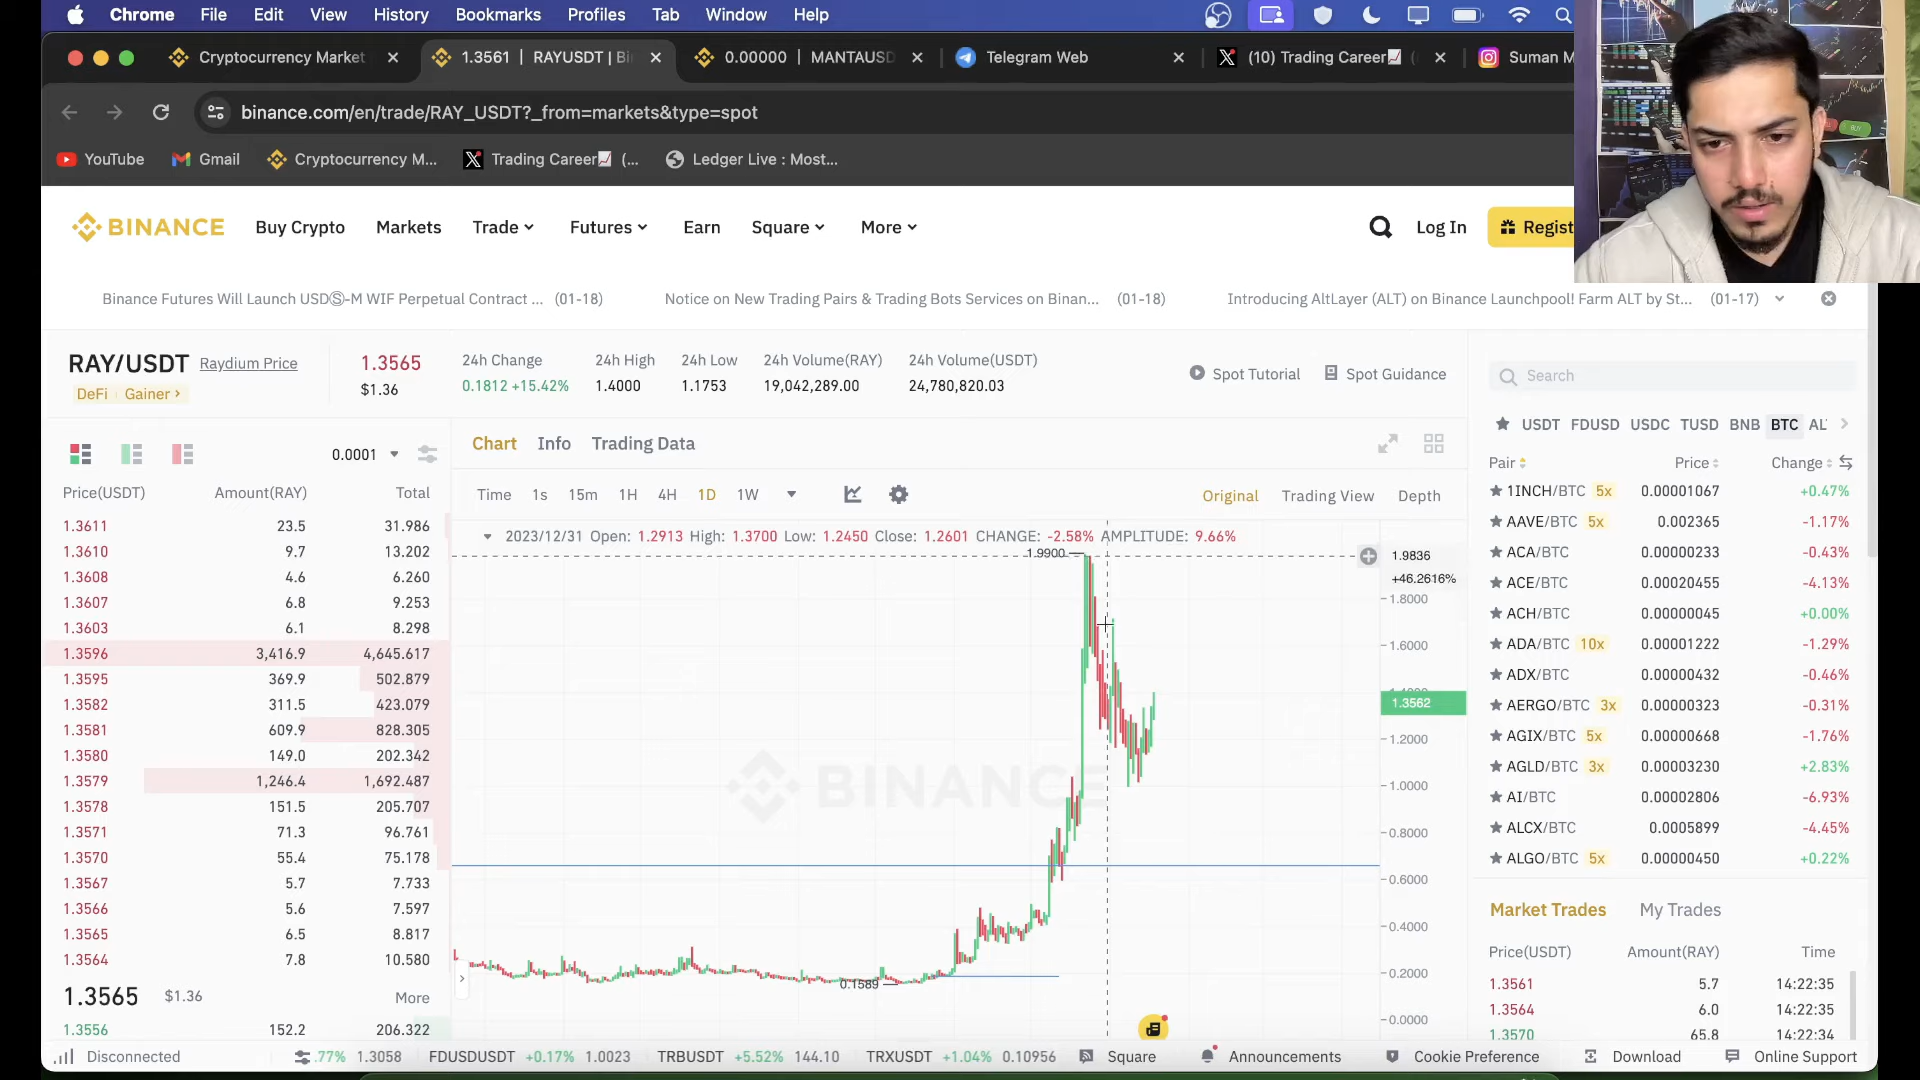 Chrome File Edit View History Bookmarks Profiles Tab Window Help
Cryptocurrency Market 1.3561 | RAYUSDT | Bi 0.00000 | MANTAUSD Telegram Web (10) Trading Career📈 Suman M
binance.com/en/trade/RAY_USDT?_from=markets&type=spot
YouTube Gmail Cryptocurrency M... Trading Career📈 (... Ledger Live : Most...
BINANCE Buy Crypto Markets Trade Futures Earn Square More Log In Regist
Binance Futures Will Launch USDⓈ-M WIF Perpetual Contract ... (01-18) Notice on New Trading Pairs & Trading Bots Services on Binan... (01-18) Introducing AltLayer (ALT) on Binance Launchpool! Farm ALT by St... (01-17)
RAY/USDT Raydium Price 1.3565 24h Change 24h High 24h Low 24h Volume(RAY) 24h Volume(USDT)
DeFi Gainer > $1.36 0.1812 +15.42% 1.4000 1.1753 19,042,289.00 24,780,820.03
Spot Tutorial Spot Guidance
0.0001
Price(USDT) Amount(RAY) Total
1.3611 23.5 31.986
1.3610 9.7 13.202
1.3608 4.6 6.260
1.3607 6.8 9.253
1.3603 6.1 8.298
1.3596 3,416.9 4,645.617
1.3595 369.9 502.879
1.3582 311.5 423.079
1.3581 609.9 828.305
1.3580 149.0 202.342
1.3579 1,246.4 1,692.487
1.3578 151.5 205.707
1.3571 71.3 96.761
1.3570 55.4 75.178
1.3567 5.7 7.733
1.3566 5.6 7.597
1.3565 6.5 8.817
1.3564 7.8 10.580
1.3565 $1.36 More
1.3556 152.2 206.322
Chart Info Trading Data
Time 1s 15m 1H 4H 1D 1W Original Trading View Depth
2023/12/31 Open: 1.2913 High: 1.3700 Low: 1.2450 Close: 1.2601 CHANGE: -2.58% AMPLITUDE: 9.66%
1.9900
1.9836
+46.2616%
1.8000
1.6000
1.3562
1.2000
1.0000
0.8000
0.6000
0.4000
0.2000
0.0000
0.1589
BINANCE
Search
USDT FDUSD USDC TUSD BNB BTC AL
Pair Price Change
1INCH/BTC 5x 0.00001067 +0.47%
AAVE/BTC 5x 0.002365 -1.17%
ACA/BTC 0.00000233 -0.43%
ACE/BTC 0.00020455 -4.13%
ACH/BTC 0.00000045 +0.00%
ADA/BTC 10x 0.00001222 -1.29%
ADX/BTC 0.00000432 -0.46%
AERGO/BTC 3x 0.00000323 -0.31%
AGIX/BTC 5x 0.00000668 -1.76%
AGLD/BTC 3x 0.00003230 +2.83%
AI/BTC 0.00002806 -6.93%
ALCX/BTC 0.0005899 -4.45%
ALGO/BTC 5x 0.00000450 +0.22%
Market Trades My Trades
Price(USDT) Amount(RAY) Time
1.3561 5.7 14:22:35
1.3564 6.0 14:22:35
1.3570 65.8 14:22:34
Disconnected .77% 1.3058 FDUSDUSDT +0.17% 1.0023 TRBUSDT +5.52% 144.10 TRXUSDT +1.04% 0.10956 Square Announcements Cookie Preference Download Online Support